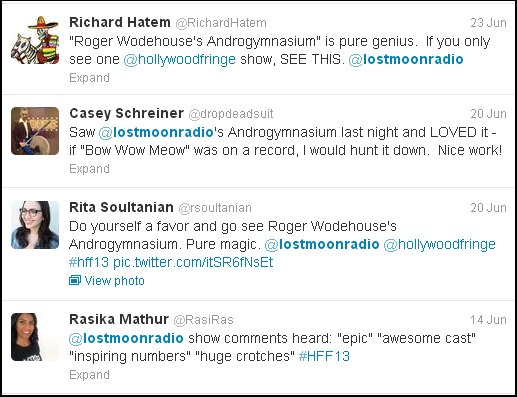 Richard Hatem @RichardHatem 23 Jun
"Roger Wodehouse's Androgymnasium" is pure genius. If you only
see one @hollywoodfringe show, SEE THIS. @lostmoonradio
Expand
Casey Schreiner @dropdeadsuit 20 Jun
Saw @lostmoonradio's Androgymnasium last night and LOVED it -
if "Bow Wow Meow" was on a record, I would hunt it down. Nice work!
Expand
Rita Soultanian @rsoultanian 20 Jun
Do yourself a favor and go see Roger Wodehouse's
Androgymnasium. Pure magic. @lostmoonradio @hollywoodfringe
#hff13 pic.twitter.com/itSR6fNsEt
View photo
Rasika Mathur @RasiRas 14 Jun
@lostmoonradio show comments heard: "epic" "awesome cast"
"inspiring numbers" "huge crotches" #HFF13
Expand